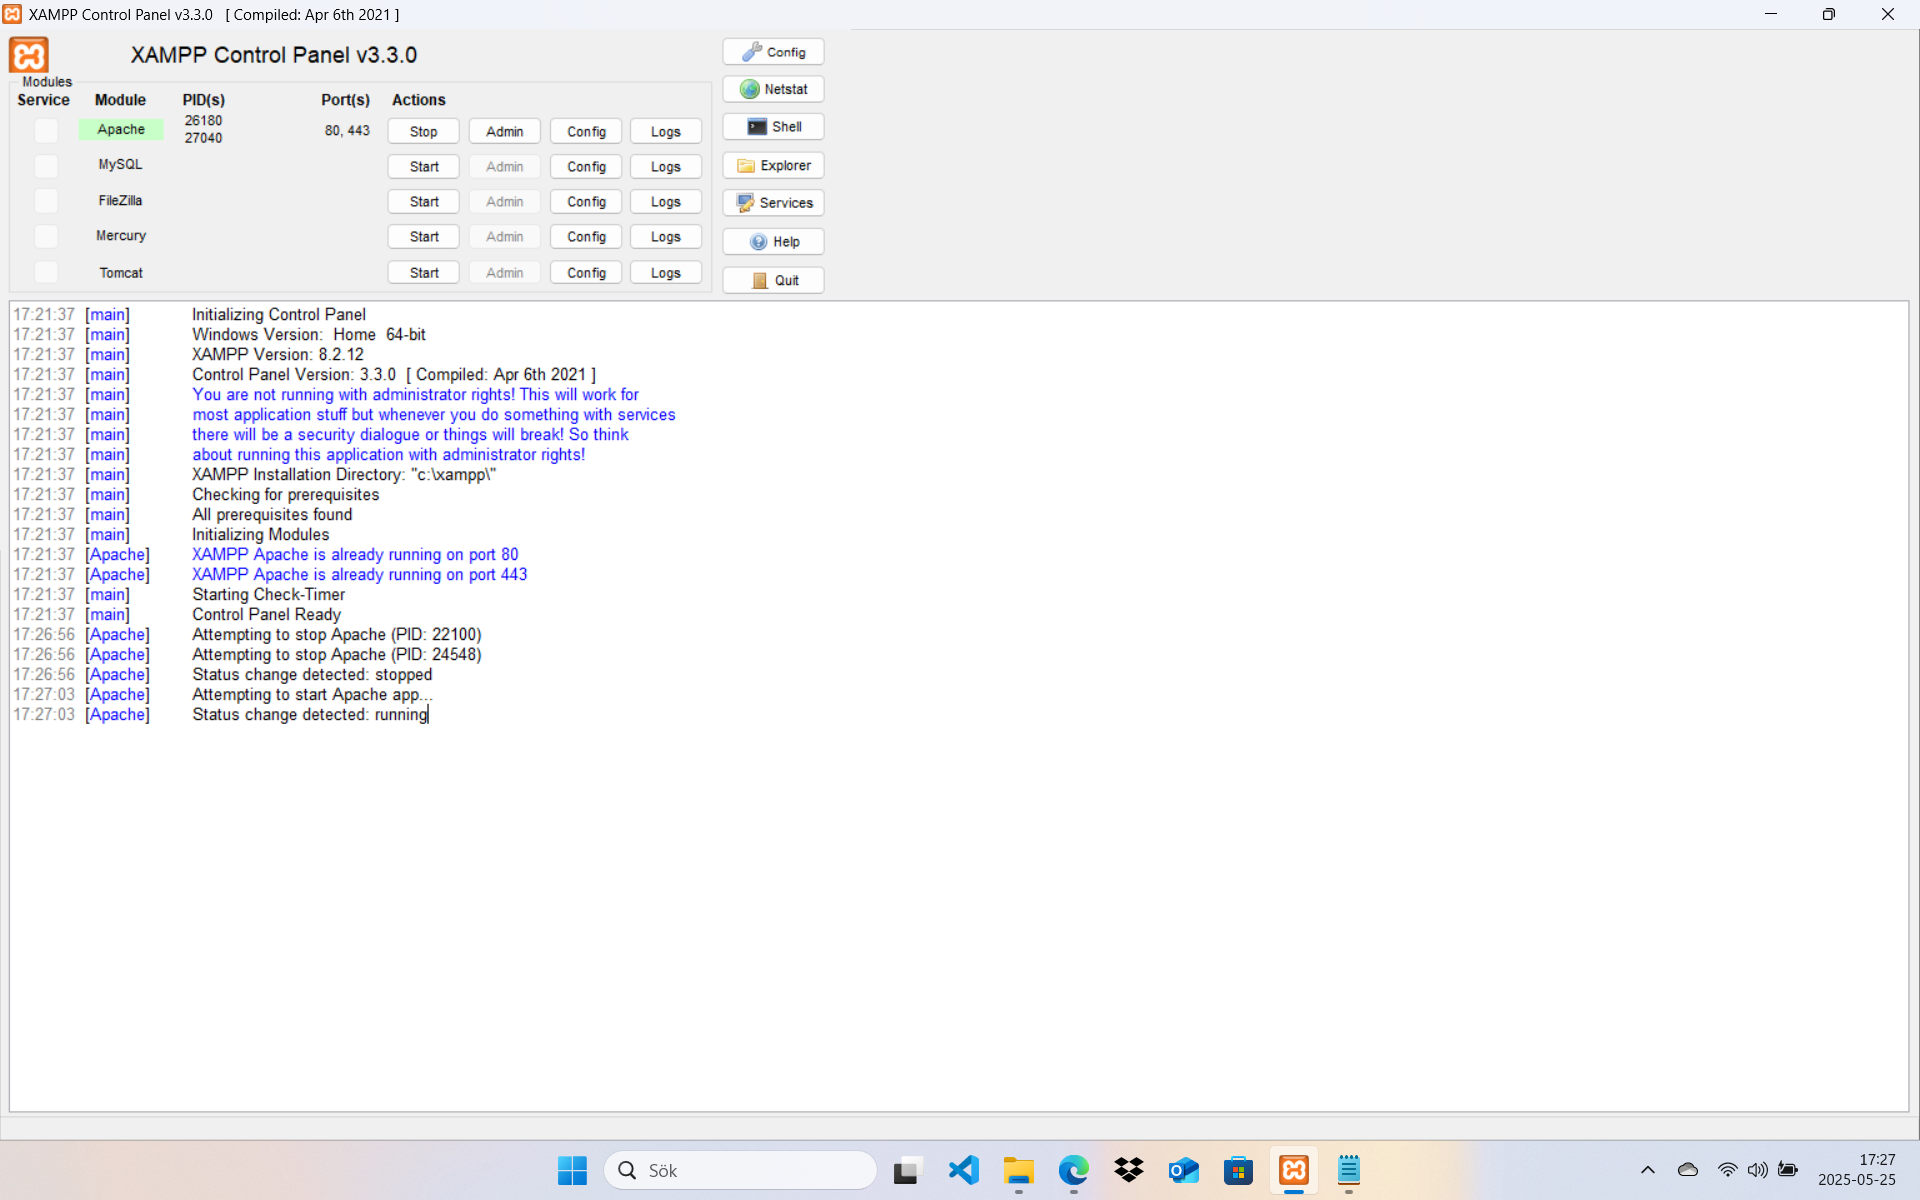 XAMPP Control Panel v3.3.0 [ Compiled: Apr 6th 2021 ]
XAMPP Control Panel v3.3.0
Config
Modules
Netstat
Service Module PID(s) Port(s) Actions
Apache 26180 27040 80, 443 Stop Admin Config Logs
Shell
MySQL Start Admin Config Logs
Explorer
FileZilla Start Admin Config Logs
Services
Mercury Start Admin Config Logs
Help
Tomcat Start Admin Config Logs
Quit
17:21:37 [main] Initializing Control Panel
17:21:37 [main] Windows Version: Home 64-bit
17:21:37 [main] XAMPP Version: 8.2.12
17:21:37 [main] Control Panel Version: 3.3.0 [ Compiled: Apr 6th 2021 ]
17:21:37 [main] You are not running with administrator rights! This will work for
17:21:37 [main] most application stuff but whenever you do something with services
17:21:37 [main] there will be a security dialogue or things will break! So think
17:21:37 [main] about running this application with administrator rights!
17:21:37 [main] XAMPP Installation Directory: "c:\xampp\"
17:21:37 [main] Checking for prerequisites
17:21:37 [main] All prerequisites found
17:21:37 [main] Initializing Modules
17:21:37 [Apache] XAMPP Apache is already running on port 80
17:21:37 [Apache] XAMPP Apache is already running on port 443
17:21:37 [main] Starting Check-Timer
17:21:37 [main] Control Panel Ready
17:26:56 [Apache] Attempting to stop Apache (PID: 22100)
17:26:56 [Apache] Attempting to stop Apache (PID: 24548)
17:26:56 [Apache] Status change detected: stopped
17:27:03 [Apache] Attempting to start Apache app...
17:27:03 [Apache] Status change detected: running
Sök
17:27
2025-05-25